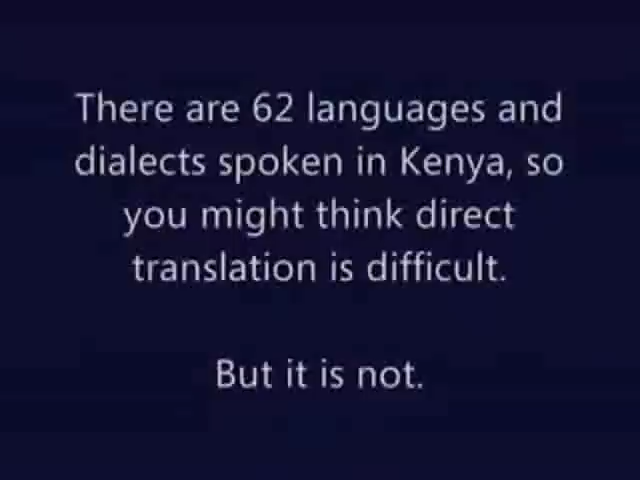 There are 62 languages and
dialects spoken in Kenya, so
you might think direct
translation is difficult.
But it is not.